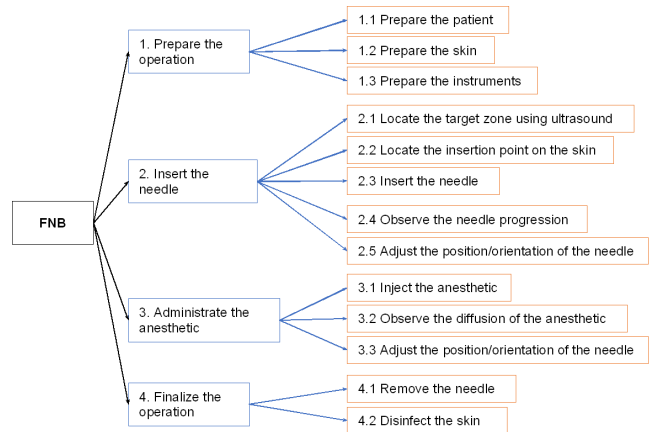 FNB
1. Prepare the
operation
1.1 Prepare the patient
1.2 Prepare the skin
1.3 Prepare the instruments
2. Insert the
needle
2.1 Locate the target zone using ultrasound
2.2 Locate the insertion point on the skin
2.3 Insert the needle
2.4 Observe the needle progression
2.5 Adjust the position/orientation of the needle
3. Administrate the
anesthetic
3.1 Inject the anesthetic
3.2 Observe the diffusion of the anesthetic
3.3 Adjust the position/orientation of the needle
4. Finalize the
operation
4.1 Remove the needle
4.2 Disinfect the skin